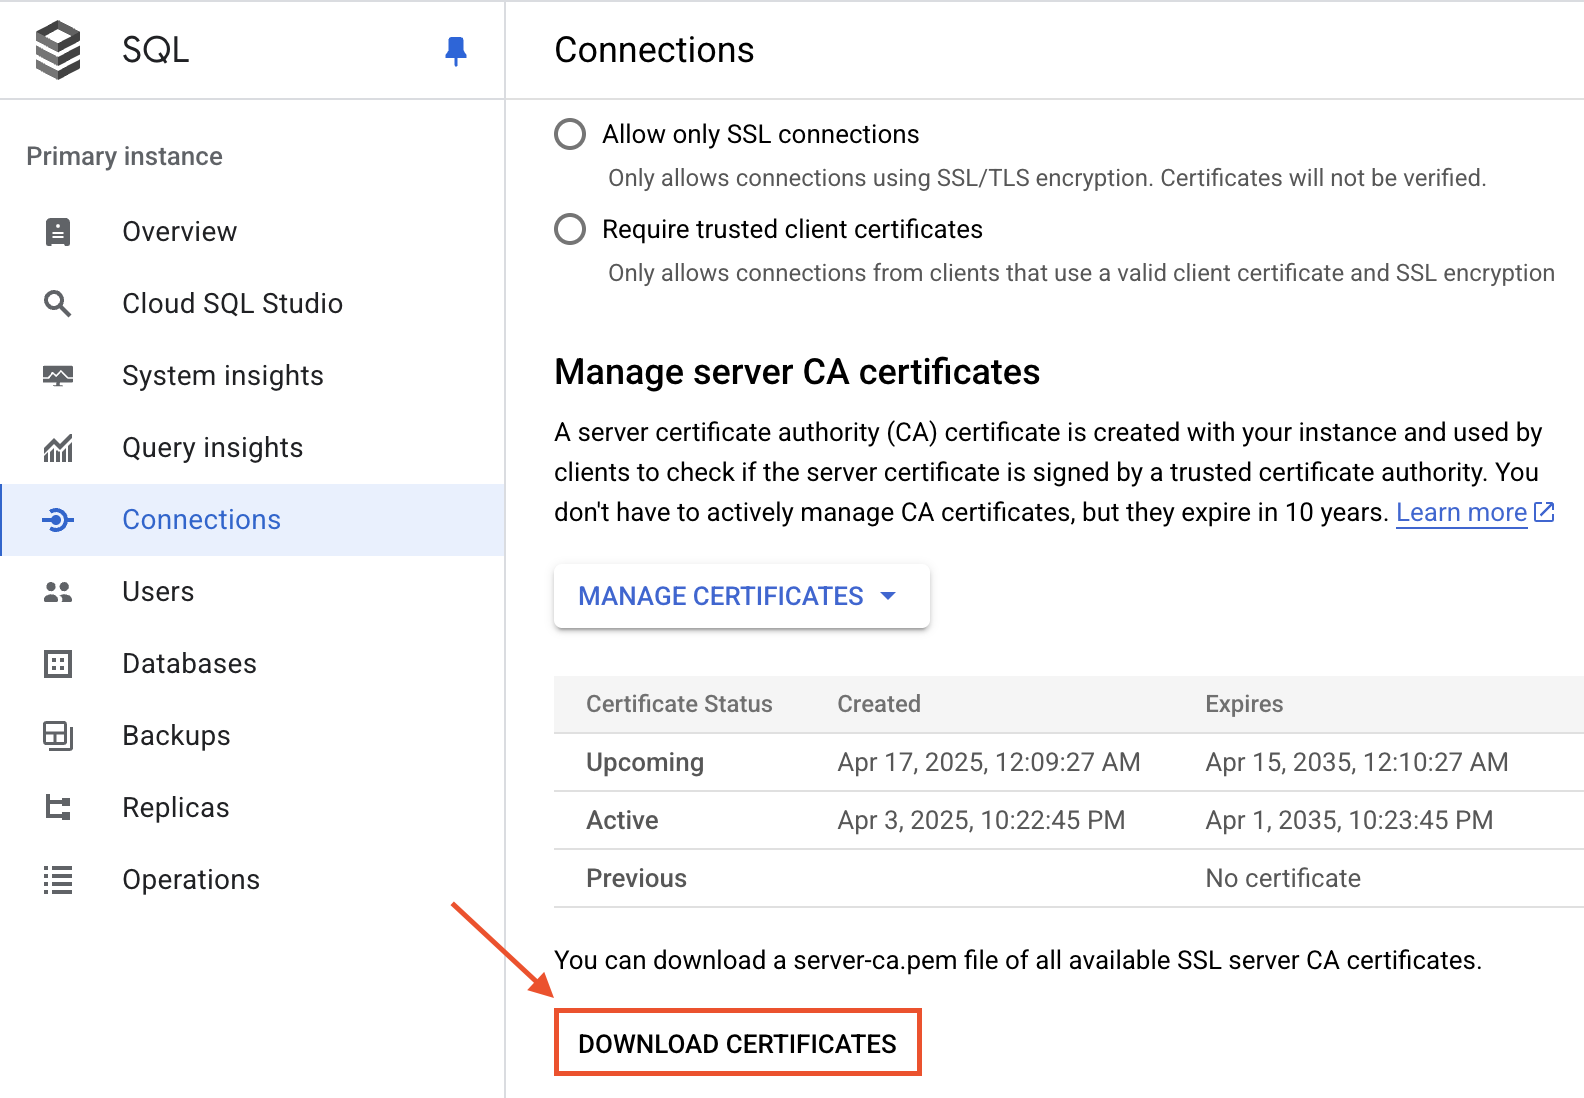 SQL
Connections
Primary instance
Overview
Cloud SQL Studio
System insights
Query insights
Connections
Users
Databases
Backups
Replicas
Operations
Allow only SSL connections
Only allows connections using SSL/TLS encryption. Certificates will not be verified.
Require trusted client certificates
Only allows connections from clients that use a valid client certificate and SSL encryption
Manage server CA certificates
A server certificate authority (CA) certificate is created with your instance and used by
clients to check if the server certificate is signed by a trusted certificate authority. You
don't have to actively manage CA certificates, but they expire in 10 years. Learn more
MANAGE CERTIFICATES
Certificate Status Created Expires
Upcoming Apr 17, 2025, 12:09:27 AM Apr 15, 2035, 12:10:27 AM
Active Apr 3, 2025, 10:22:45 PM Apr 1, 2035, 10:23:45 PM
Previous No certificate
You can download a server-ca.pem file of all available SSL server CA certificates.
DOWNLOAD CERTIFICATES